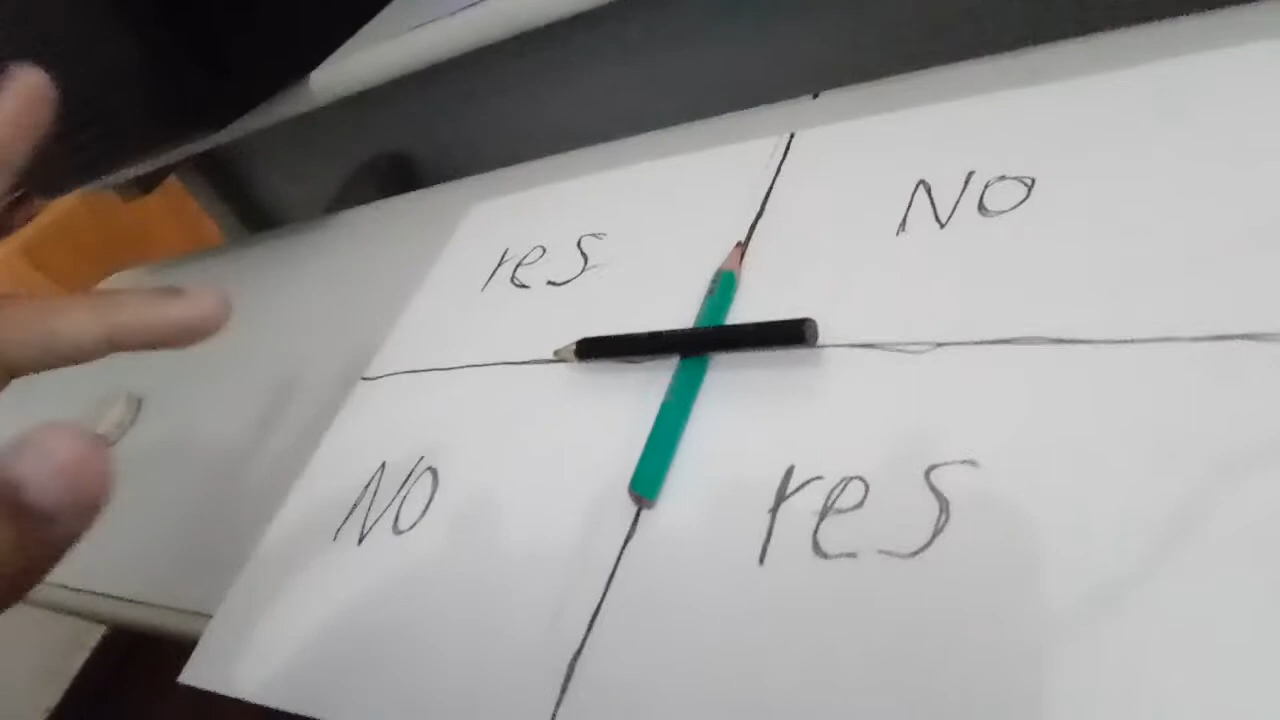 Yes NO
NO Yes